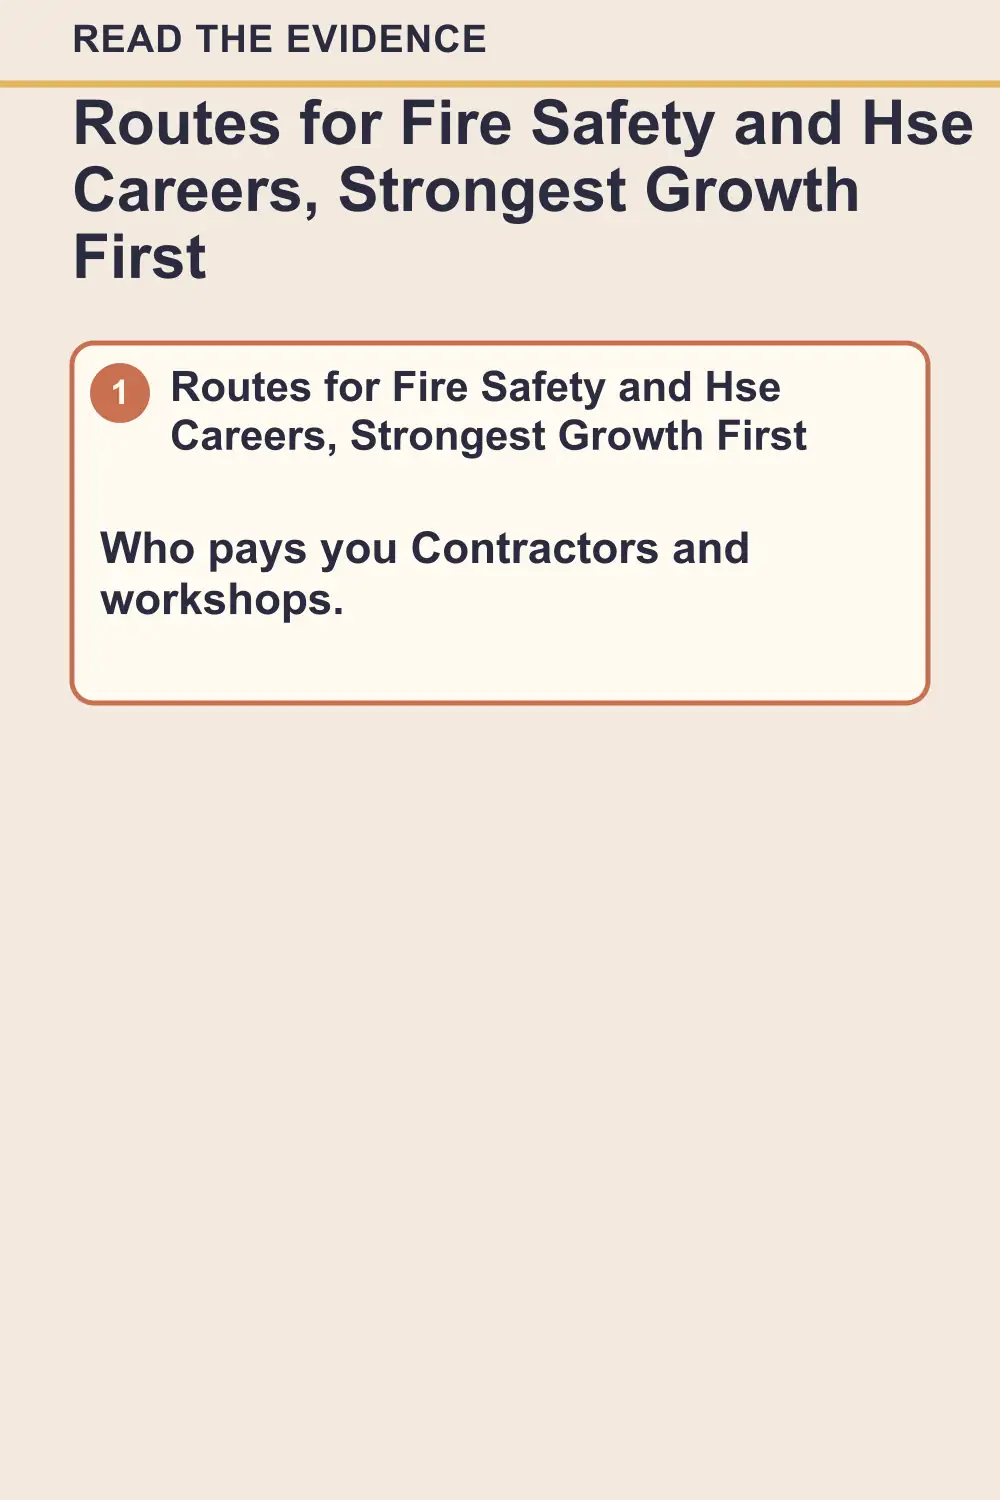 READ THE EVIDENCE
Routes for Fire Safety and Hse
Careers, Strongest Growth
First
1
Routes for Fire Safety and Hse
Careers, Strongest Growth First
Who pays you Contractors and
workshops.